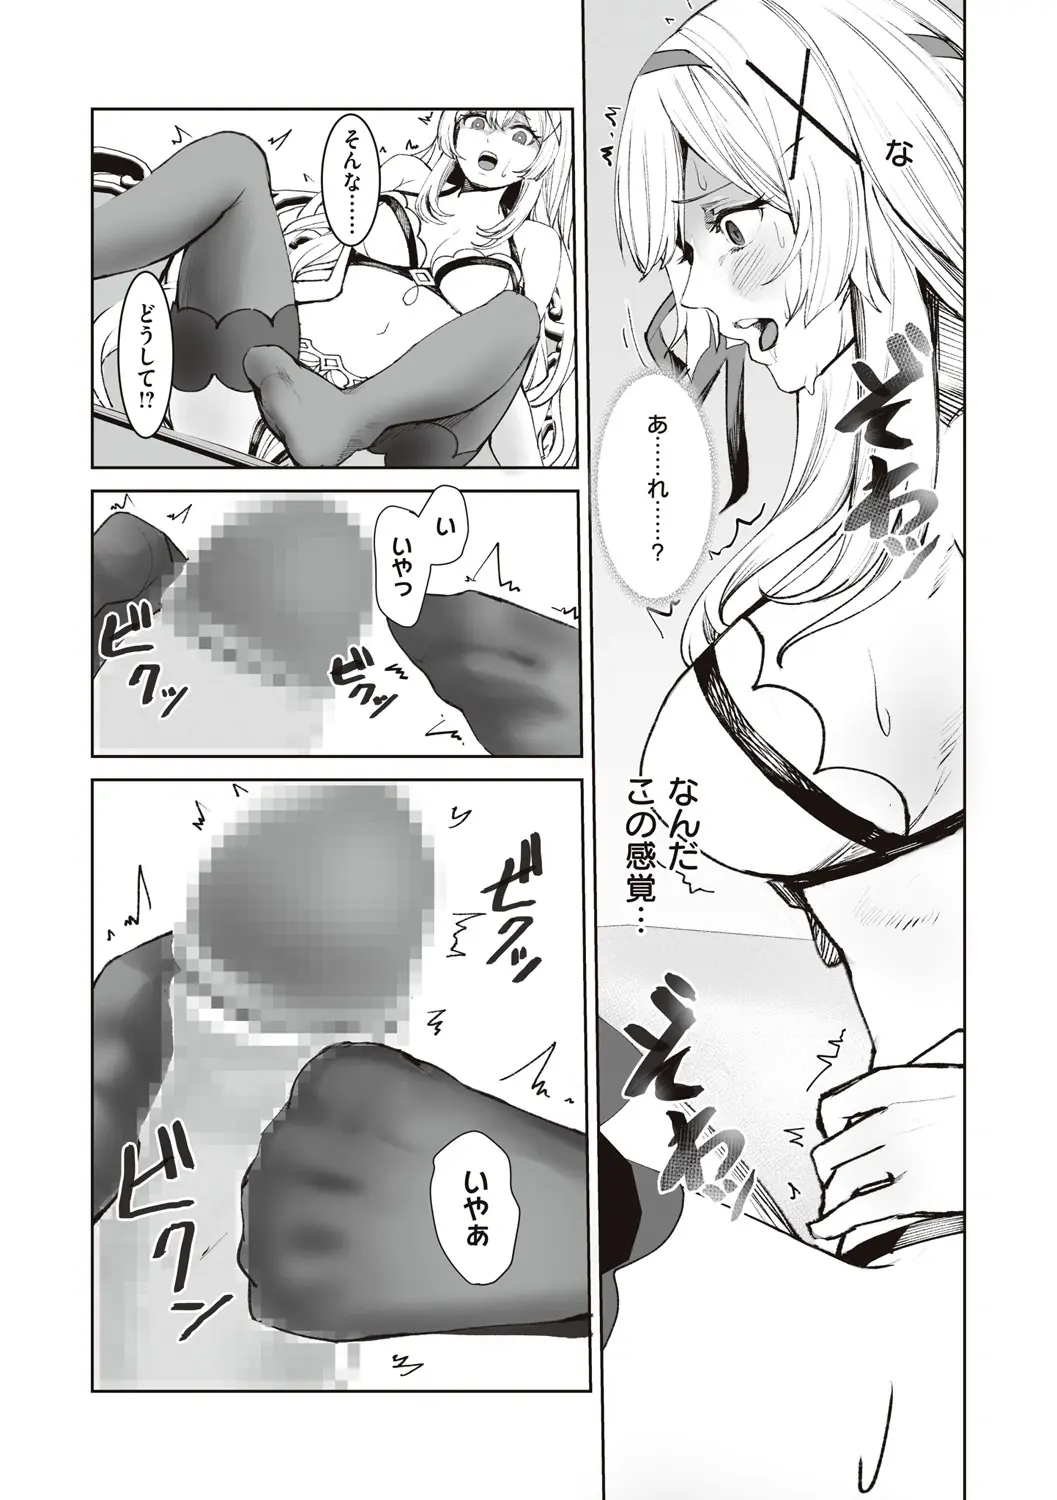 な
ぞ
わっ
あ……れ……？
なんだ
この感覚…
ぞ
わっ
そんな……
どうして!?
い
いやっ
ビクッ
ビクッ
ビクッ
いやあ
ビクン